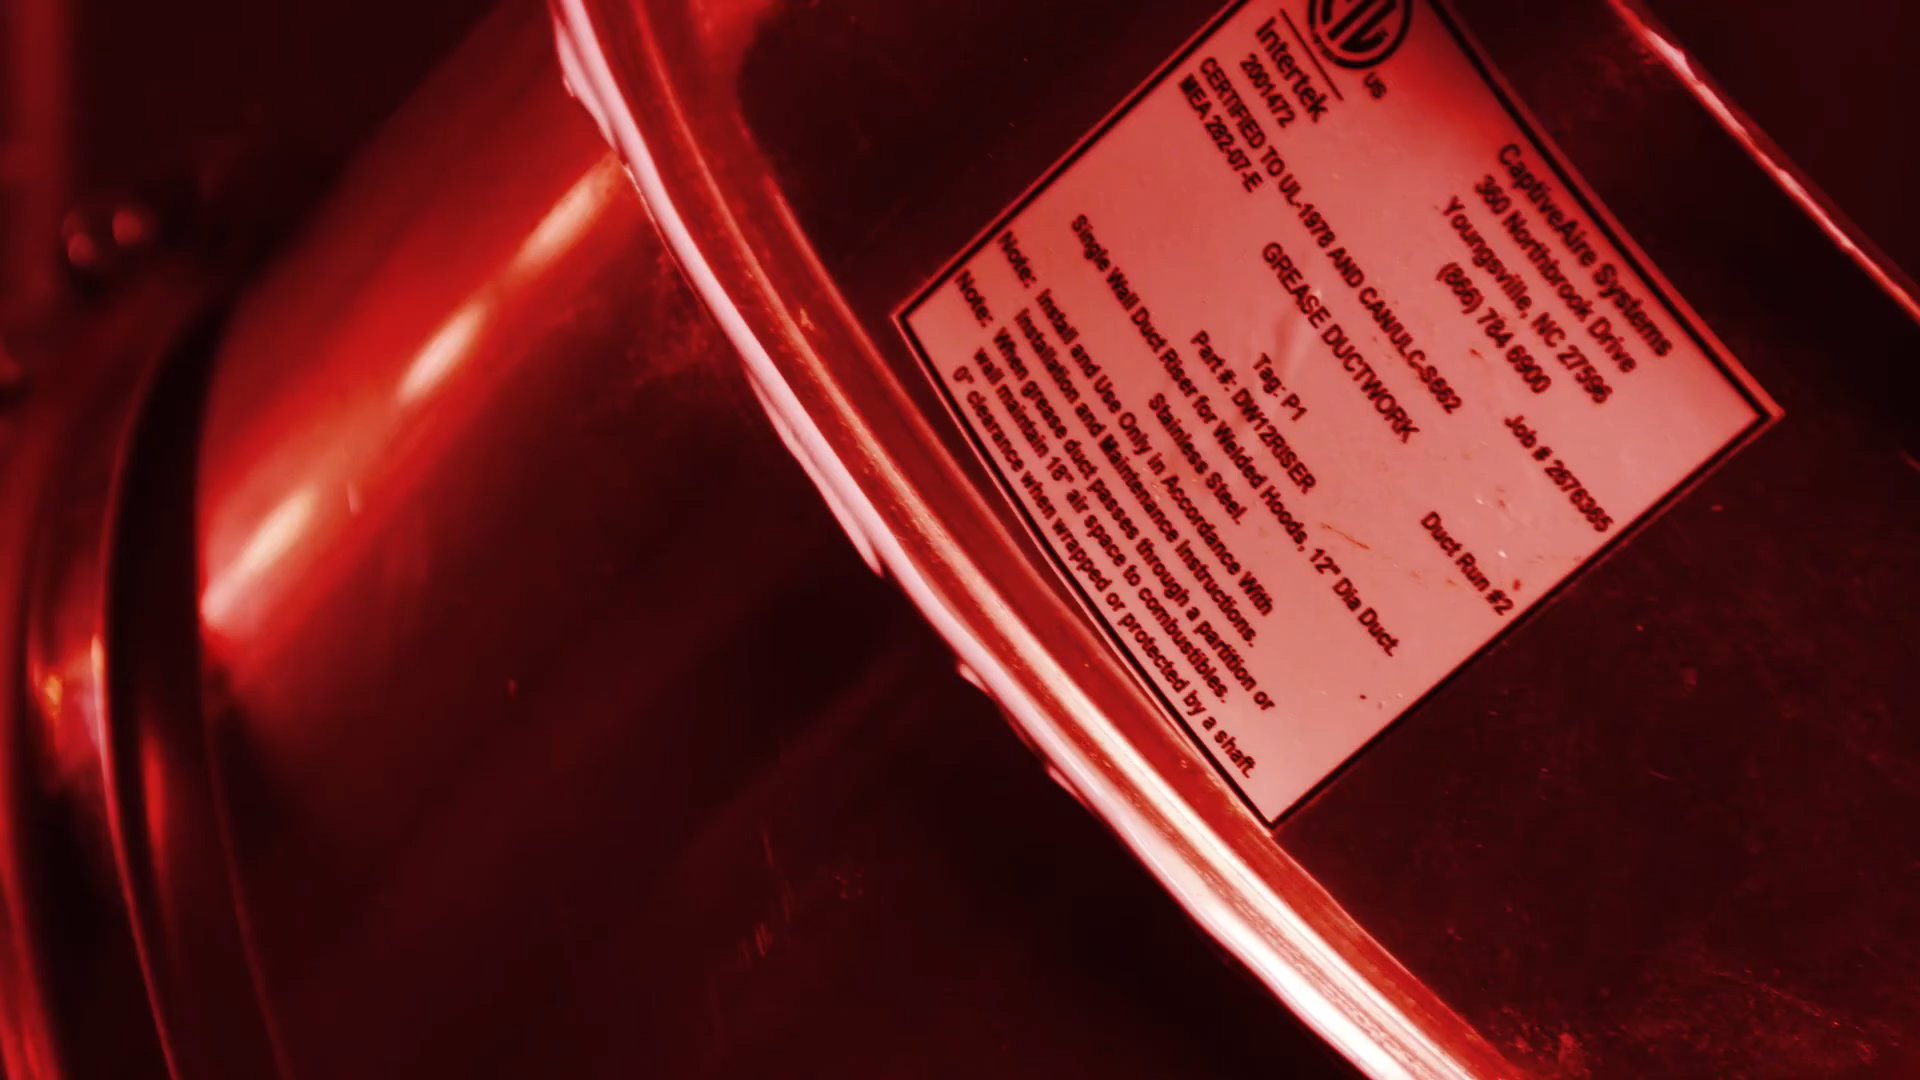 US
Intertek
2001472
CERTIFIED TO UL-1978 AND CAN/ULC-S662
MEA 282-07-E
CaptiveAire Systems
360 Northbrook Drive
Youngsville, NC 27596
(866) 784 6900
Job # 2676365
GREASE DUCTWORK
Duct Run #2
Tag: P1
Part #: DW12RISER
Single Wall Duct Riser for Welded Hoods, 12" Dia Duct.
Stainless Steel.
Note: Install and Use Only in Accordance With
Installation and Maintenance Instructions.
Note: When grease duct passes through a partition or
wall maintain 18" air space to combustibles.
0" clearance when wrapped or protected by a shaft.